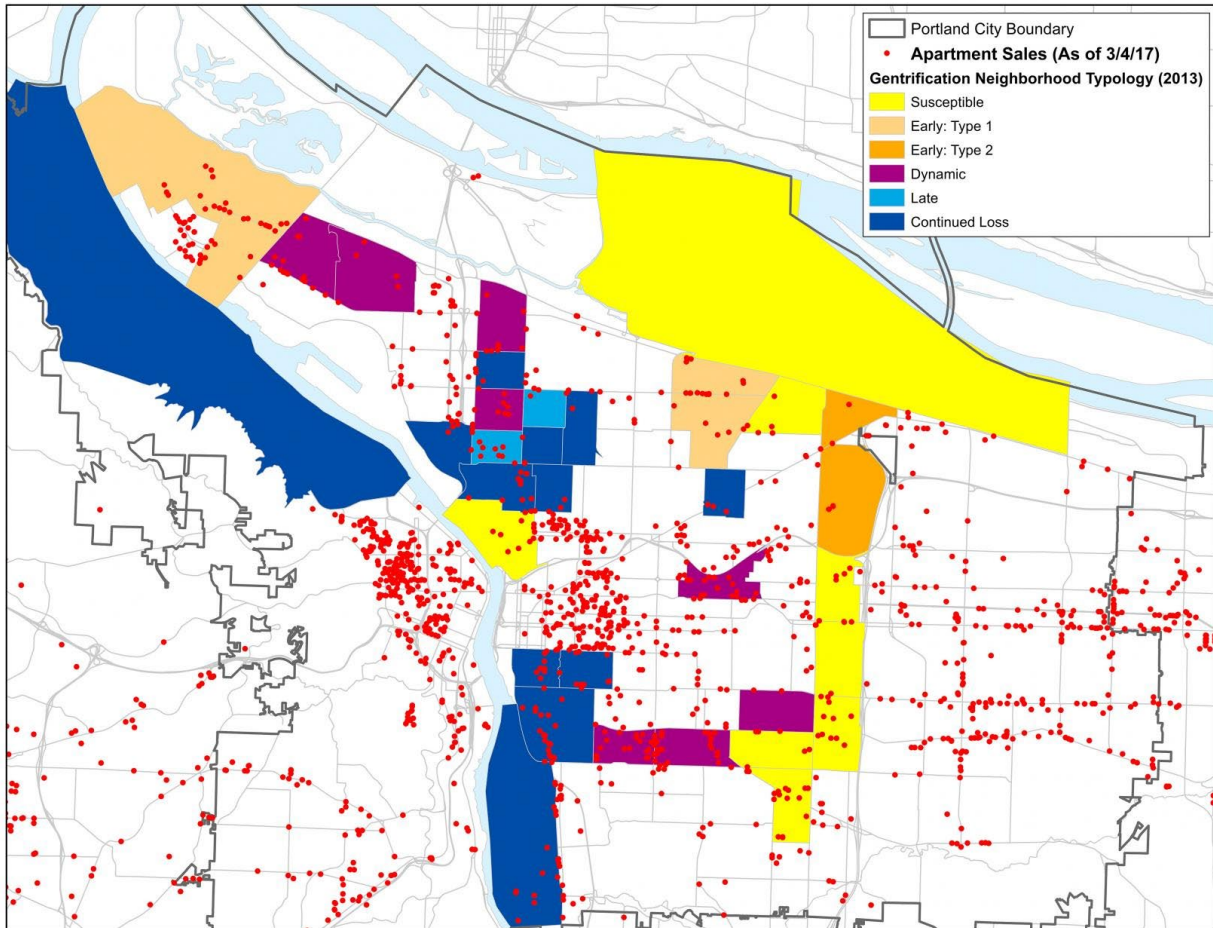 Portland City Boundary
Apartment Sales (As of 3/4/17)
Gentrification Neighborhood Typology (2013)
Susceptible
Early: Type 1
Early: Type 2
Dynamic
Late
Continued Loss